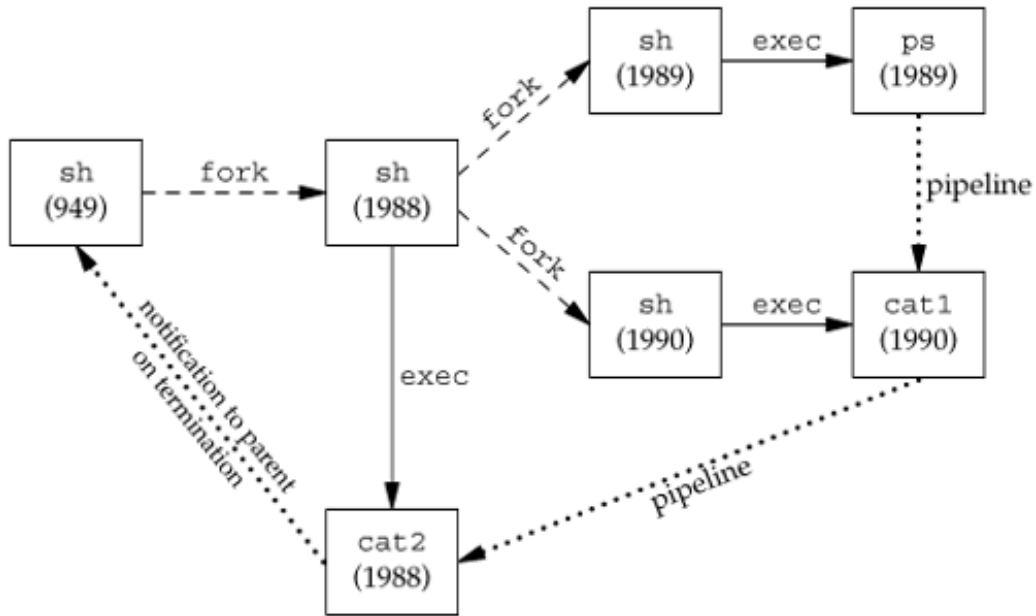 sh
(1989)
exec
ps
(1989)
fork
sh
(949)
fork
sh
(1988)
pipeline
fork
sh
(1990)
exec
cat1
(1990)
exec
notification to parent
on termination
pipeline
cat2
(1988)